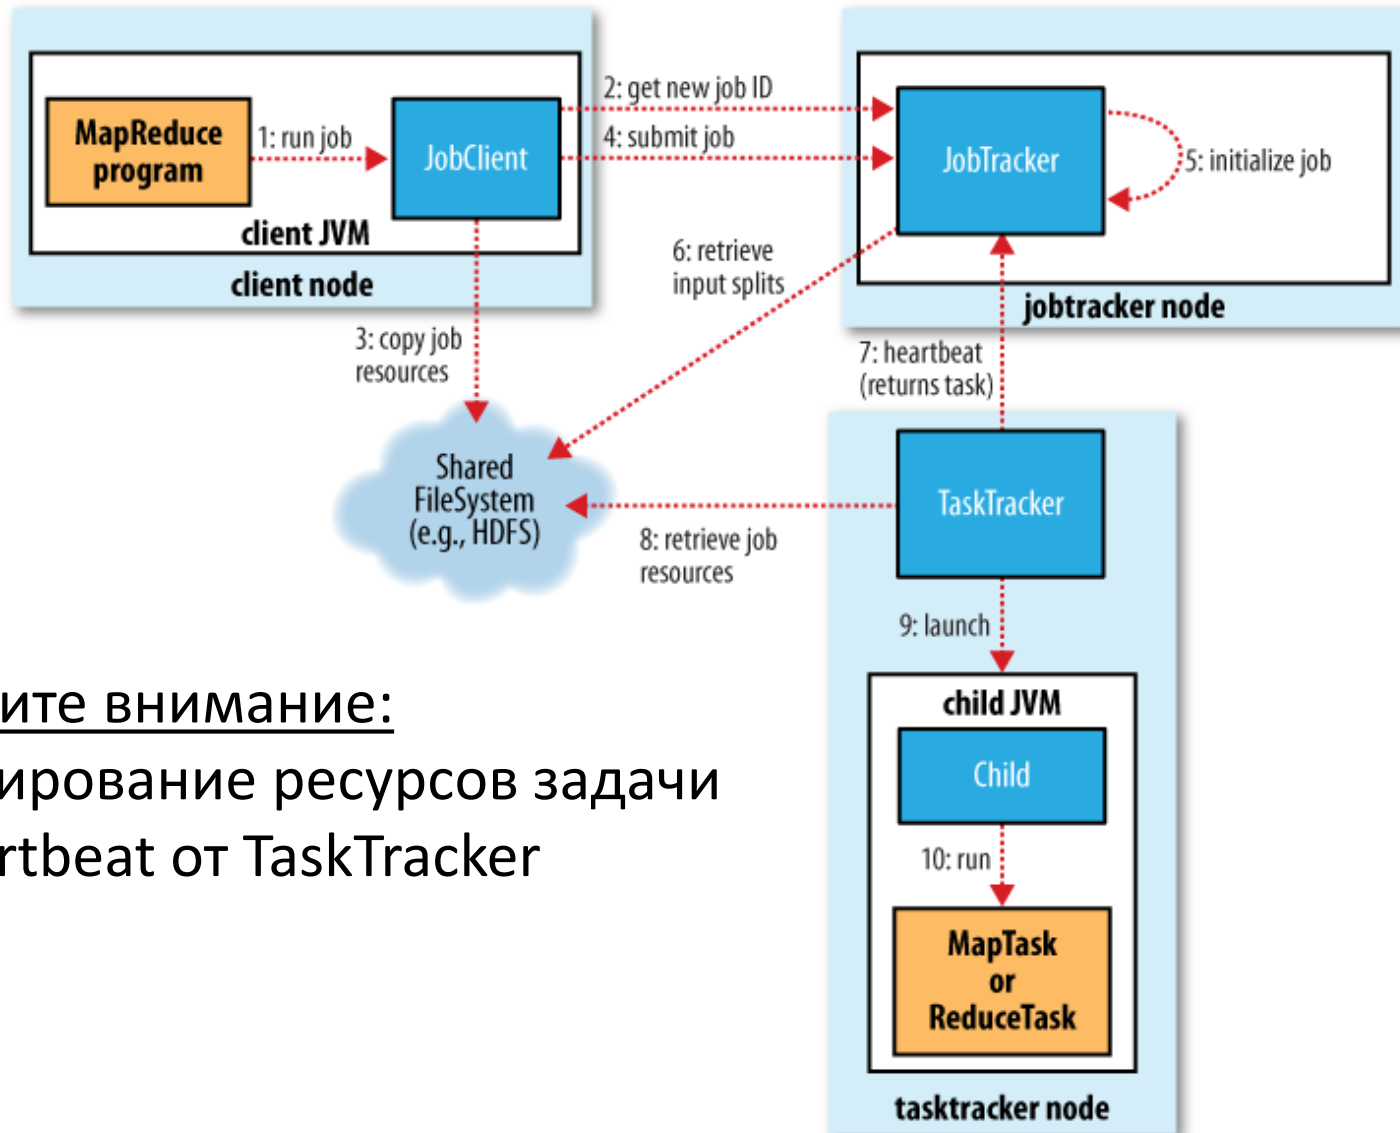 MapReduce
program
1: run job
JobClient
client JVM
client node
2: get new job ID
4: submit job
JobTracker
5: initialize job
jobtracker node
6: retrieve
input splits
3: copy job
resources
7: heartbeat
(returns task)
Shared
FileSystem
(e.g., HDFS)
TaskTracker
8: retrieve job
resources
9: launch
child JVM
Child
10: run
MapTask
or
ReduceTask
tasktracker node
внимание:
ресурсов задачи
от TaskTracker